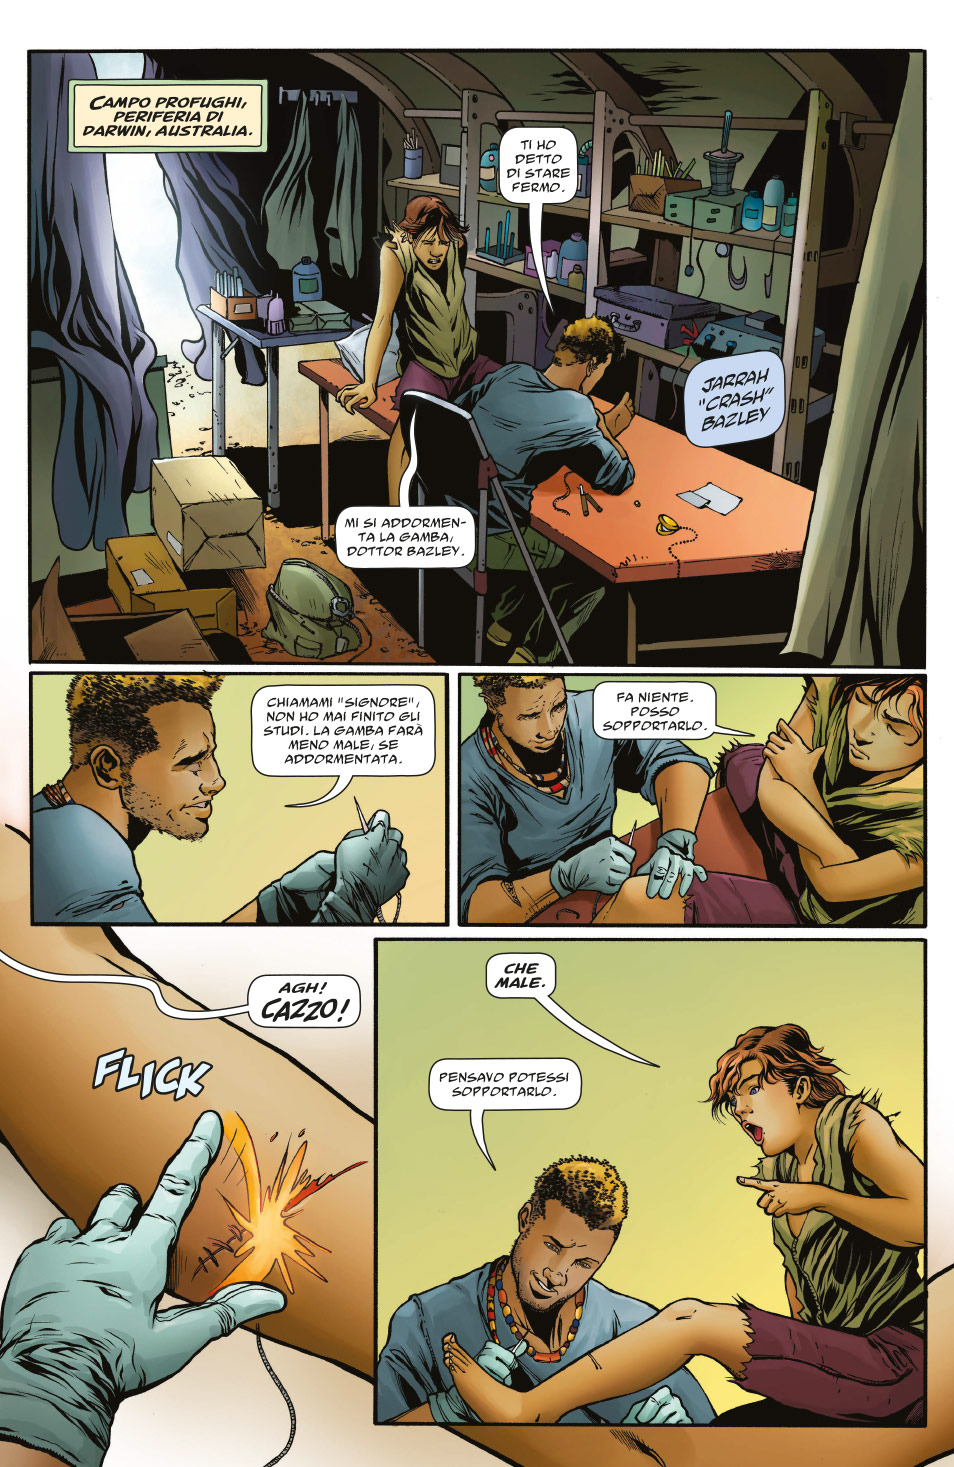 CAMPO PROFUGHI,
PERIFERIA DI
DARWIN, AUSTRALIA.
TI HO
DETTO
DI STARE
FERMO.
JARRAH
"CRASH"
BAZLEY
MI SI ADDORMEN-
TA LA GAMBA,
DOTTOR BAZLEY.
CHIAMAMI "SIGNORE",
NON HO MAI FINITO GLI
STUDI. LA GAMBA FARÀ
MENO MALE, SE
ADDORMENTATA.
FA NIENTE.
POSSO
SOPPORTARLO.
AGH!
CAZZO!
FLICK
CHE
MALE.
PENSAVO POTESSI
SOPPORTARLO.